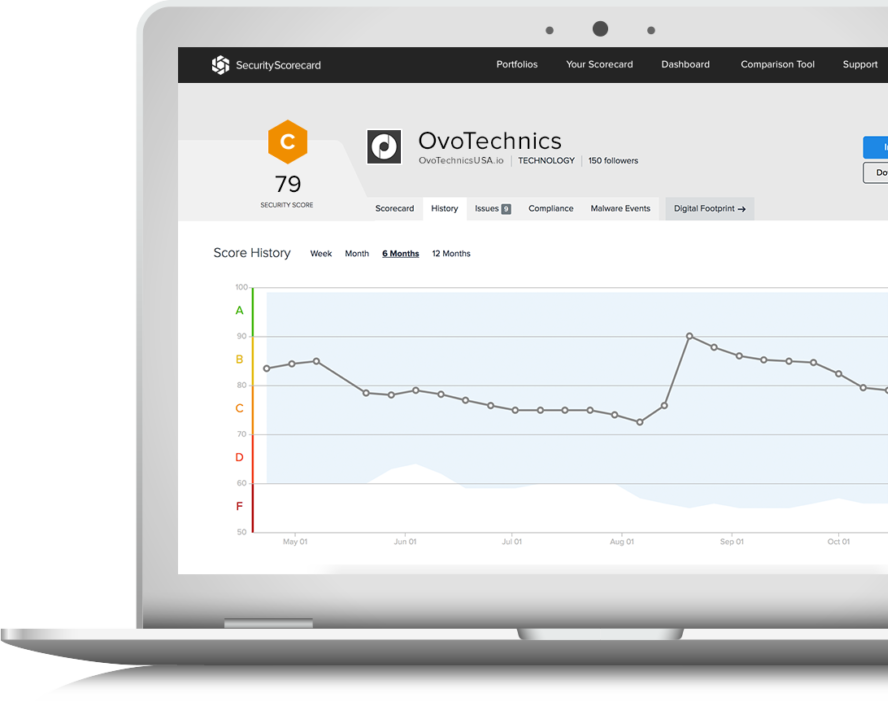 SecurityScorecard Portfolios Your Scorecard Dashboard Comparison Tool Support
C
79
SECURITY SCORE
OvoTechnics
OvoTechnicsUSA.io TECHNOLOGY 150 followers
Scorecard History Issues 9 Compliance Malware Events Digital Footprint →
Score History Week Month 6 Months 12 Months
100
A
90
B
80
C
70
D
60
F
50
May 01 Jun 01 Jul 01 Aug 01 Sep 01 Oct 01